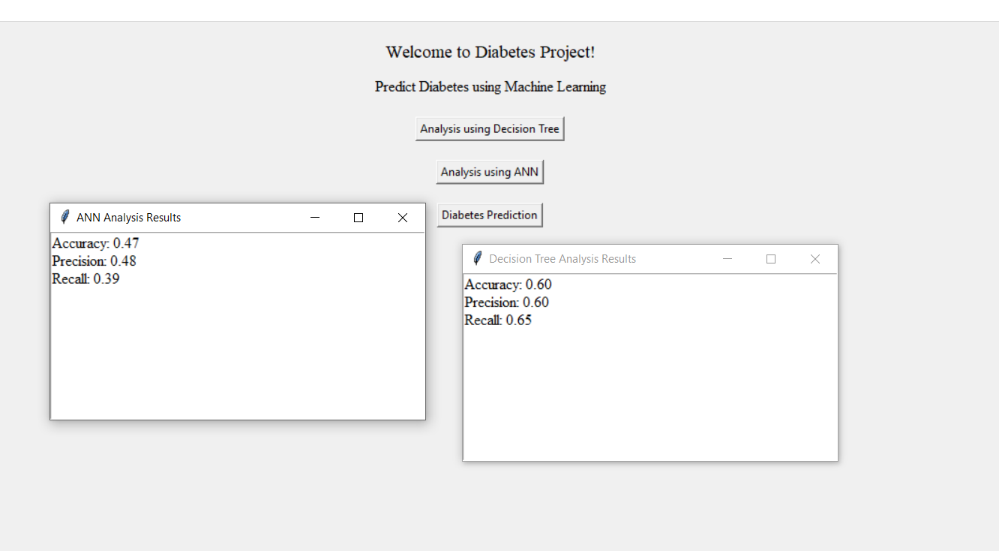 Welcome to Diabetes Project!
Predict Diabetes using Machine Learning
Analysis using Decision Tree
Analysis using ANN
Diabetes Prediction
ANN Analysis Results
Accuracy: 0.47
Precision: 0.48
Recall: 0.39
Decision Tree Analysis Results
Accuracy: 0.60
Precision: 0.60
Recall: 0.65